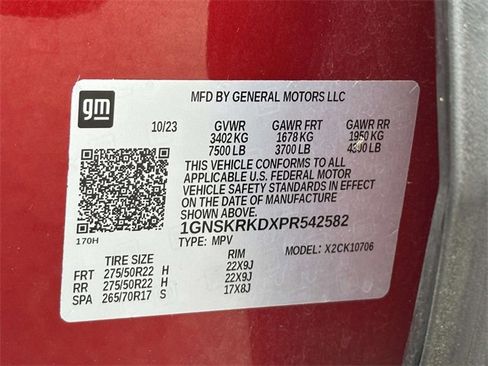 gm
MFD BY GENERAL MOTORS LLC
10/23 GVWR GAWR FRT GAWR RR
3402 KG 1678 KG 1950 KG
7500 LB 3700 LB 4300 LB
THIS VEHICLE CONFORMS TO ALL
APPLICABLE U.S. FEDERAL MOTOR
VEHICLE SAFETY STANDARDS IN EFFECT
ON THE DATE OF MANUFACTURE
SHOWN ABOVE.
1GNSKRKDXPR542582
170H TYPE: MPV MODEL: X2CK10706
TIRE SIZE RIM
FRT 275/50R22 H 22X9J
RR 275/50R22 H 22X9J
SPA 265/70R17 S 17X8J